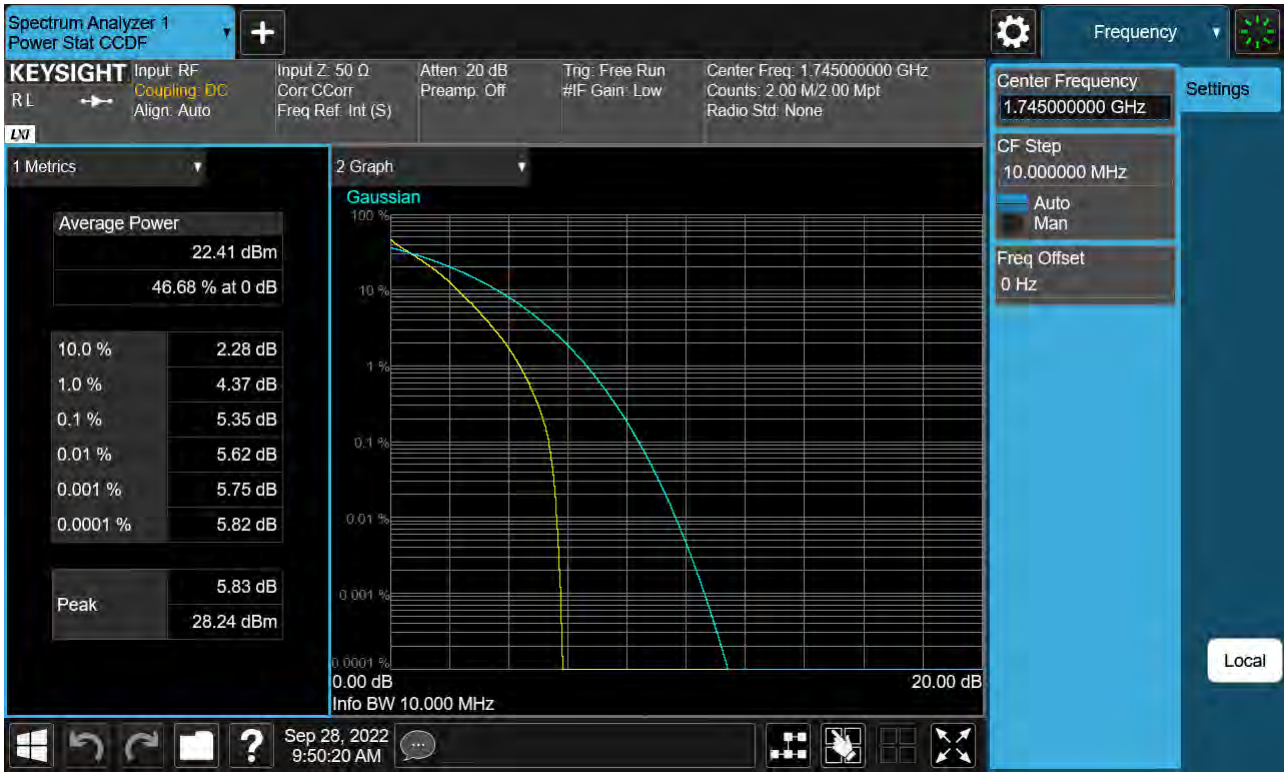 Spectrum Analyzer 1
Power Stat CCDF
+
Frequency
KEYSIGHT
RL
LXI
Input: RF
Coupling: DC
Align: Auto
Input Z: 50 Ω
Corr CCorr
Freq Ref: Int (S)
Atten: 20 dB
Preamp: Off
Trig: Free Run
#IF Gain: Low
Center Freq: 1.745000000 GHz
Counts: 2.00 M/2.00 Mpt
Radio Std: None
Center Frequency
1.745000000 GHz
Settings
CF Step
10.000000 MHz
Auto
Man
Freq Offset
0 Hz
1 Metrics
Average Power
22.41 dBm
46.68 % at 0 dB
10.0 % 2.28 dB
1.0 % 4.37 dB
0.1 % 5.35 dB
0.01 % 5.62 dB
0.001 % 5.75 dB
0.0001 % 5.82 dB
Peak
5.83 dB
28.24 dBm
2 Graph
Gaussian
100 %
10 %
1 %
0.1 %
0.01 %
0.001 %
0.0001 %
0.00 dB 20.00 dB
Info BW 10.000 MHz
Local
?
Sep 28, 2022
9:50:20 AM